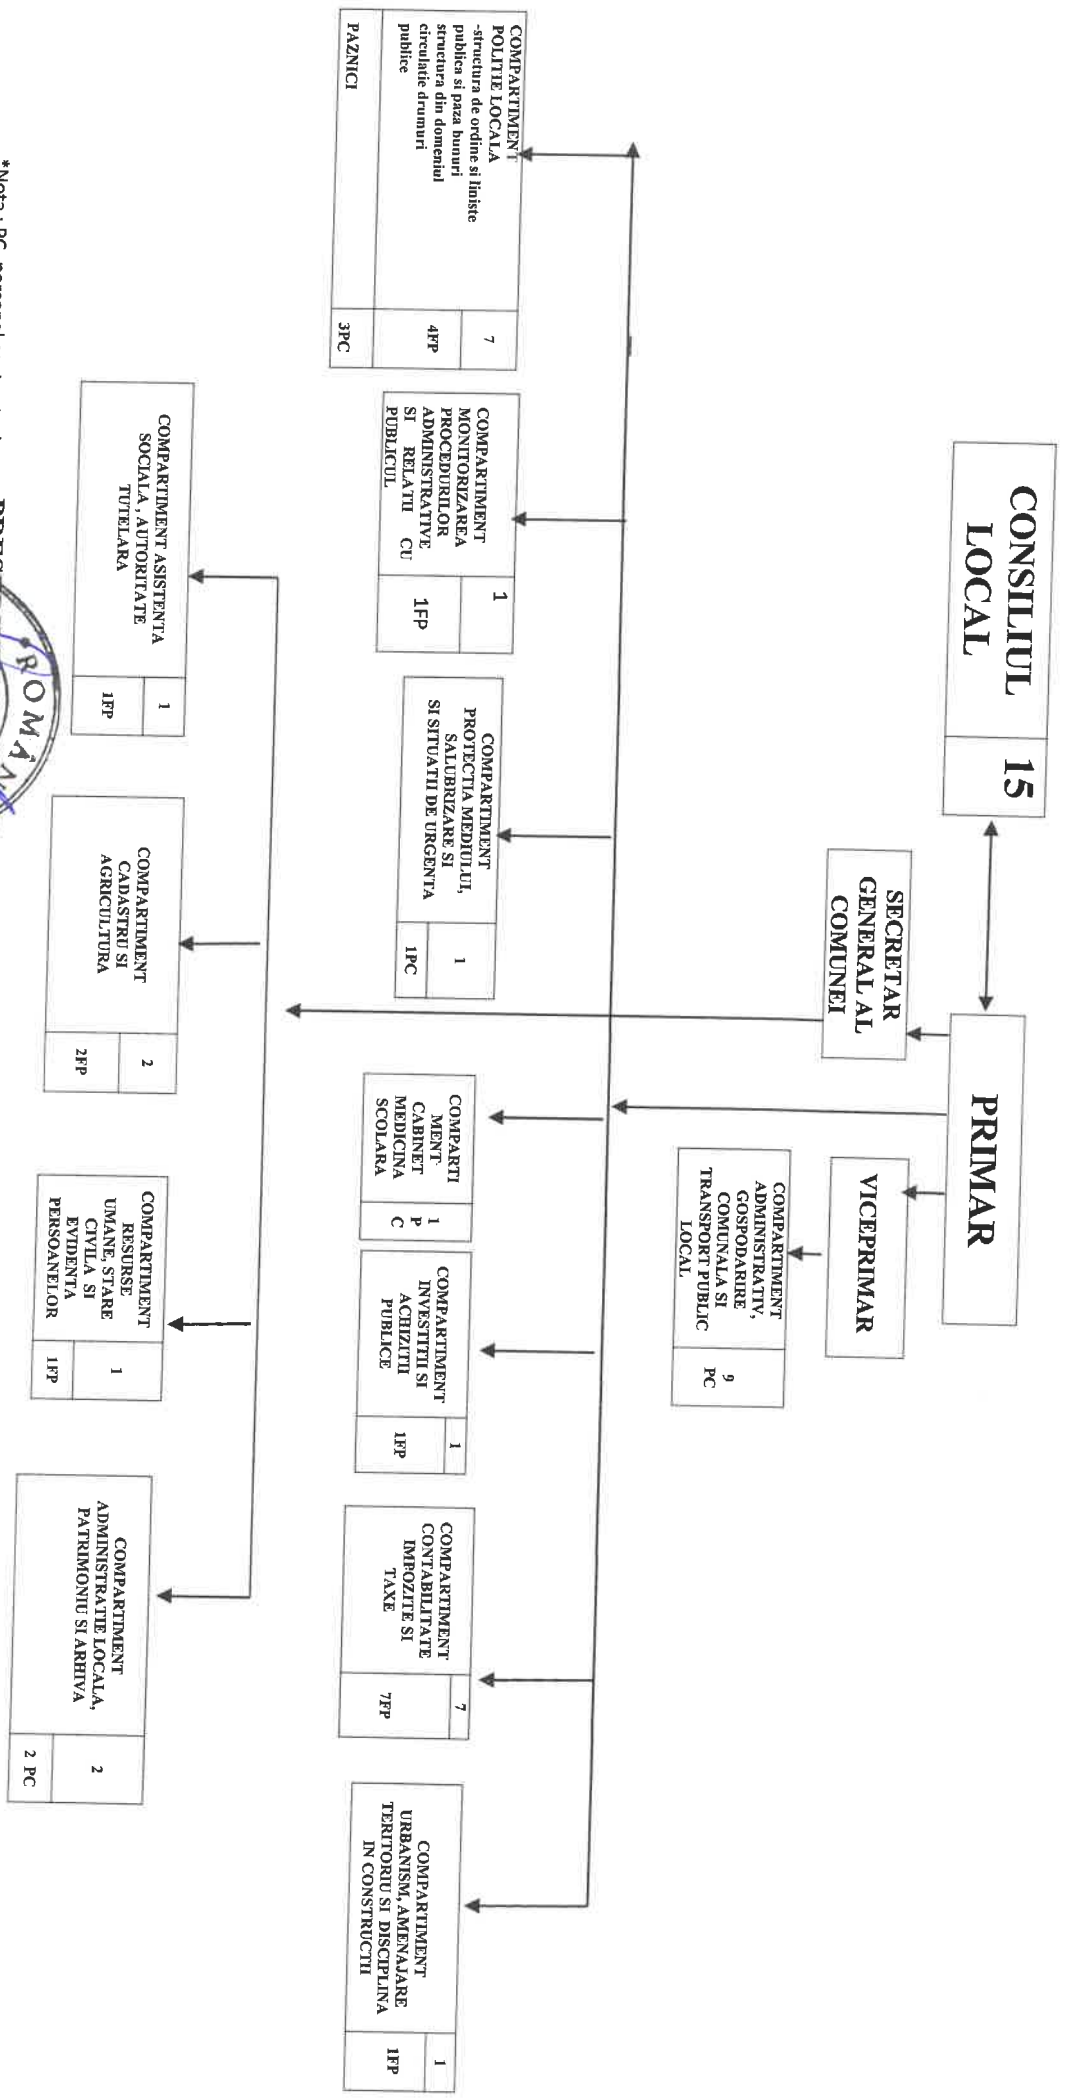 CONSILIUL
LOCAL
15
PRIMAR
SECRETAR
GENERAL AL
COMUNEI
VICEPRIMAR
COMPARTIMENT
ADMINISTRATIV,
GOSPODARIRE
COMUNALA SI
TRANSPORT PUBLIC
LOCAL
9
PC
COMPARTIMENT
POLITIE LOCALA
-structura de ordine si liniste
publica si paza bunuri
structura din domeniul
circulatie drumuri
publice
7
4FP
PAZNICI
3PC
COMPARTIMENT
MONITORIZAREA
PROCEDURILOR
ADMINISTRATIVE
SI RELATII CU
PUBLICUL
1
1FP
COMPARTIMENT
PROTECTIA MEDIULUI,
SALUBRIZARE SI
SI SITUATII DE URGENTA
1
1PC
COMPARTI
MENT-
CABINET
MEDICINA
SCOLARA
1
P
C
COMPARTIMENT
INVESTITII SI
ACHIZITII
PUBLICE
1
1FP
COMPARTIMENT
CONTABILITATE
IMPOZITE SI
TAXE
7
7FP
COMPARTIMENT
URBANISM, AMENAJARE
TERITORIU SI DISCIPLINA
IN CONSTRUCTII
1
1FP
COMPARTIMENT ASISTENTA
SOCIALA , AUTORITATE
TUTELARA
1
1FP
COMPARTIMENT
CADASTRU SI
AGRICULTURA
2
2FP
COMPARTIMENT
RESURSE
UMANE, STARE
CIVILA SI
EVIDENTA
PERSOANELOR
1
1FP
COMPARTIMENT
ADMINISTRATIE LOCALA,
PATRIMONIU SI ARHIVA
2
2 PC
*Nota : PC